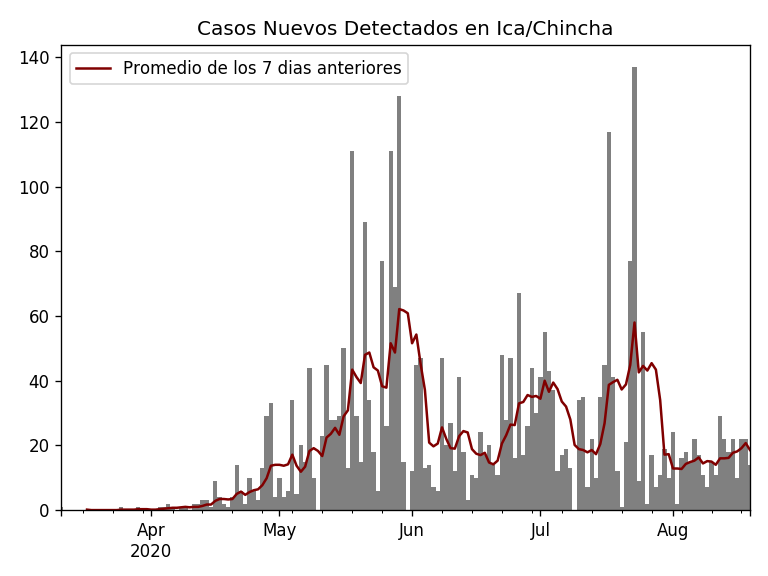 Casos Nuevos Detectados en Ica/Chincha
Promedio de los 7 dias anteriores
140
120
100
80
60
40
20
0
Apr
2020
May
Jun
Jul
Aug